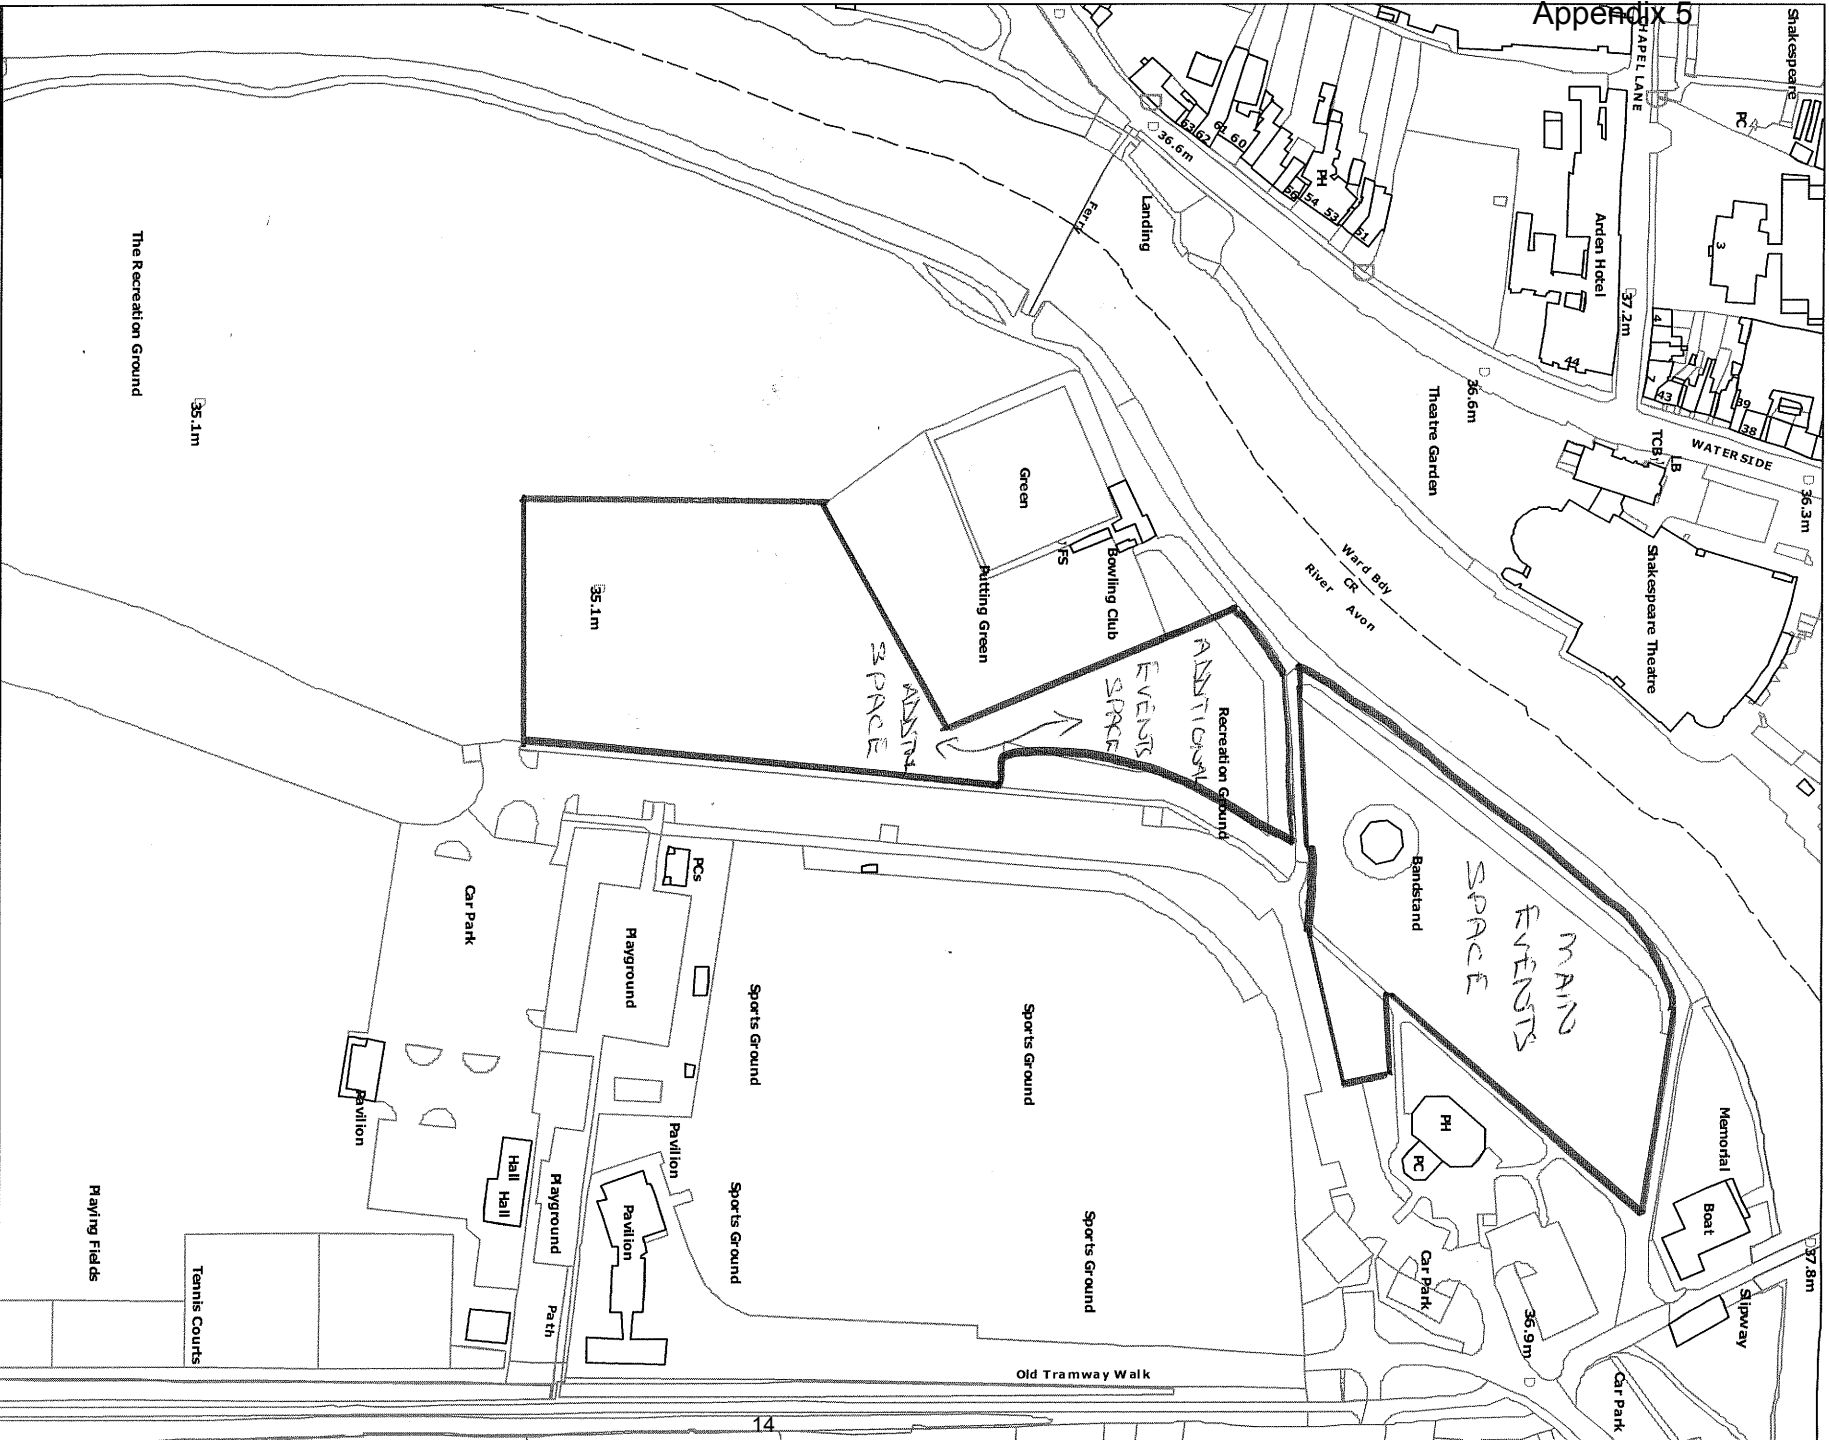 Appendix 5
Shakespeare
CHAPEL LANE
PC
3
Arden Hotel
37.2m
44
4
7
43
39
38
WATERSIDE
TCB
LB
36.3m
36.6m
Theatre Garden
Shakespeare Theatre
63
62
61
60
36.6m
PH
56
54
53
51
Landing
Ferry
Ward Bdy
CR
River Avon
The Recreation Ground
35.1m
Green
Putting Green
FS
Bowling Club
35.1m
ADDTN
SPACE
ADDTIONAL
EVENTS
SPACE
Recreation Ground
Bandstand
MAIN
EVENTS
SPACE
Memorial
Boat
37.8m
Slipway
PH
PC
Car Park
36.9m
Car Park
PCs
Playground
Sports Ground
Sports Ground
Car Park
Pavilion
Pavilion
Pavilion
Hall
Hall
Playground
Sports Ground
Sports Ground
Playing Fields
Tennis Courts
Path
Old Tramway Walk
14